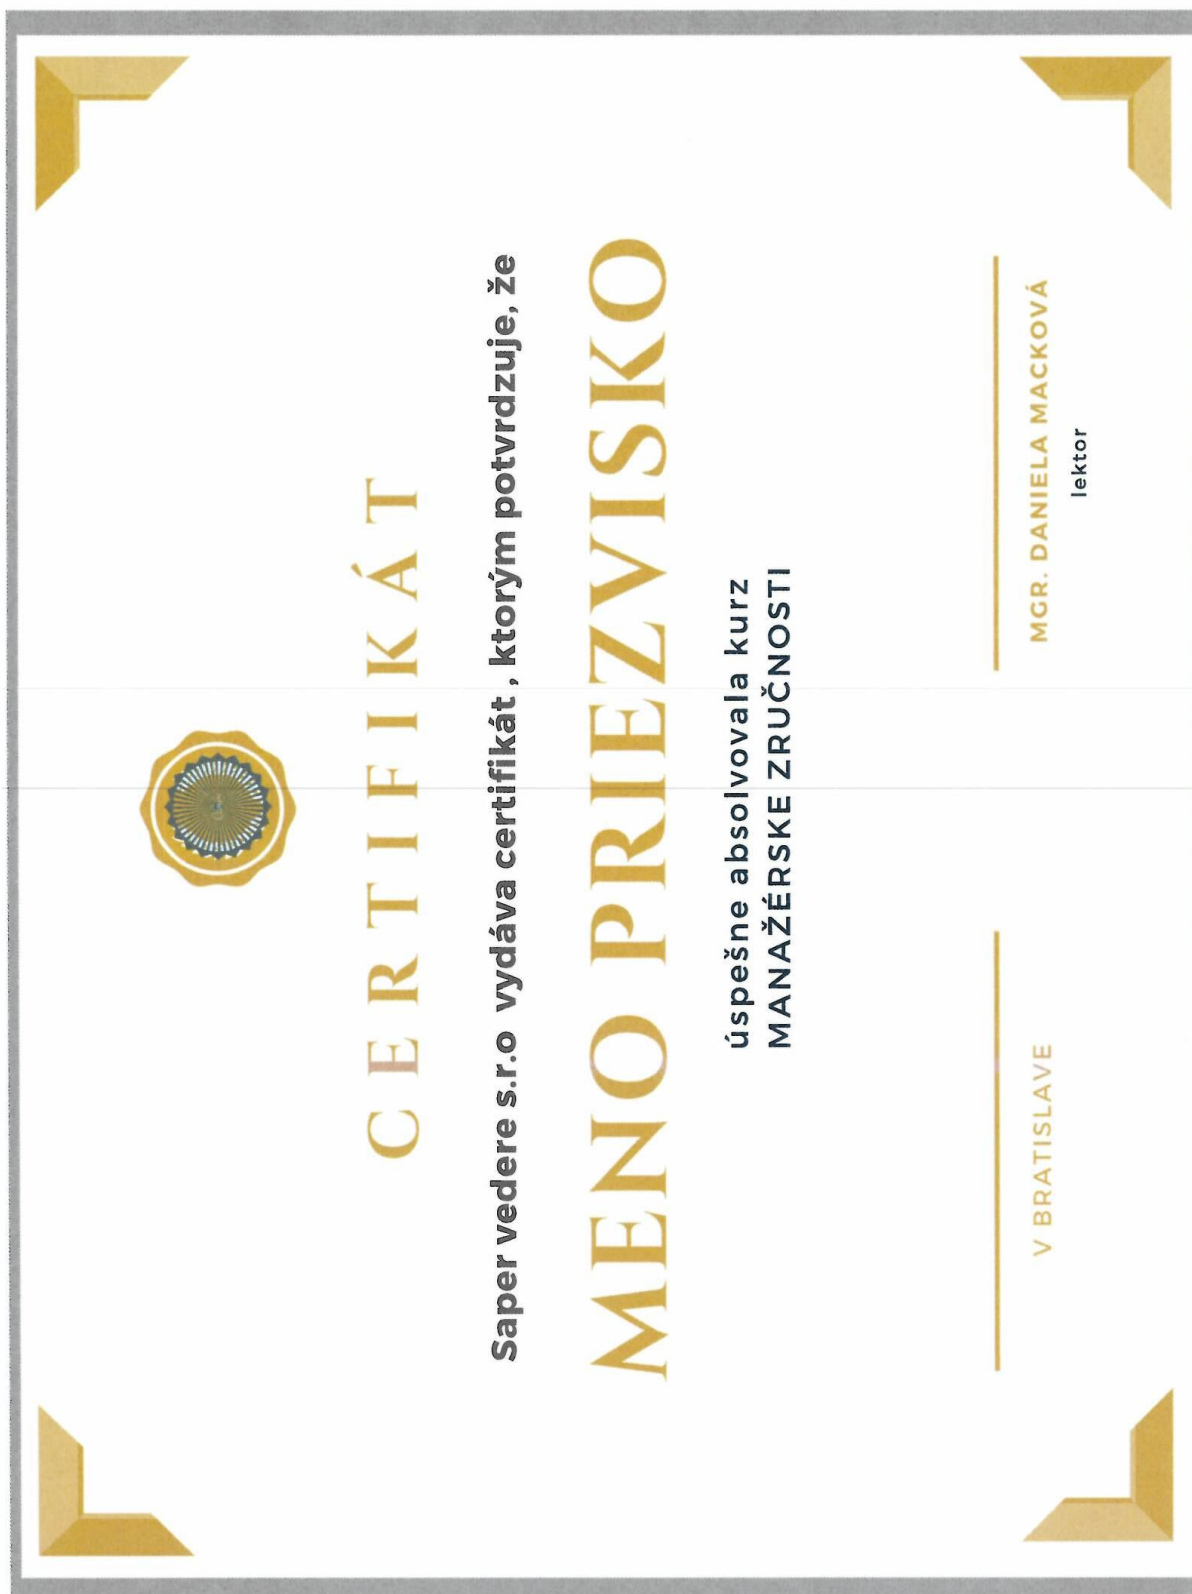 CERTIFIKÁT
Saper vedere s.r.o vydáva certifikát , ktorým potvrdzuje, že
MENO PRIEZVISKO
úspešne absolvovala kurz
MANAŽÉRSKE ZRUČNOSTI
V BRATISLAVE
MGR. DANIELA MACKOVÁ
lektor